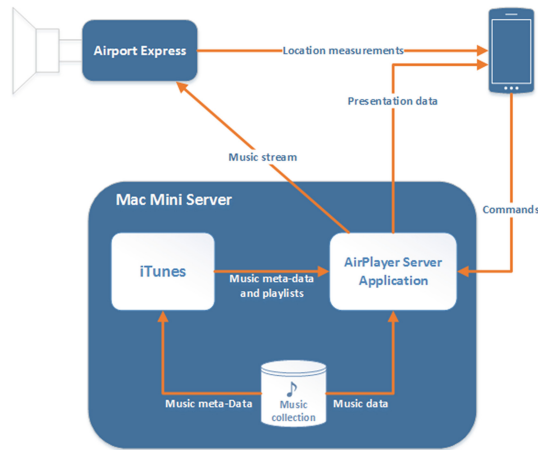 Airport Express
Location measurements
Presentation data
Music stream
Commands
Mac Mini Server
iTunes
AirPlayer Server
Application
Music meta-data
and playlists
Music
collection
Music meta-Data
Music data